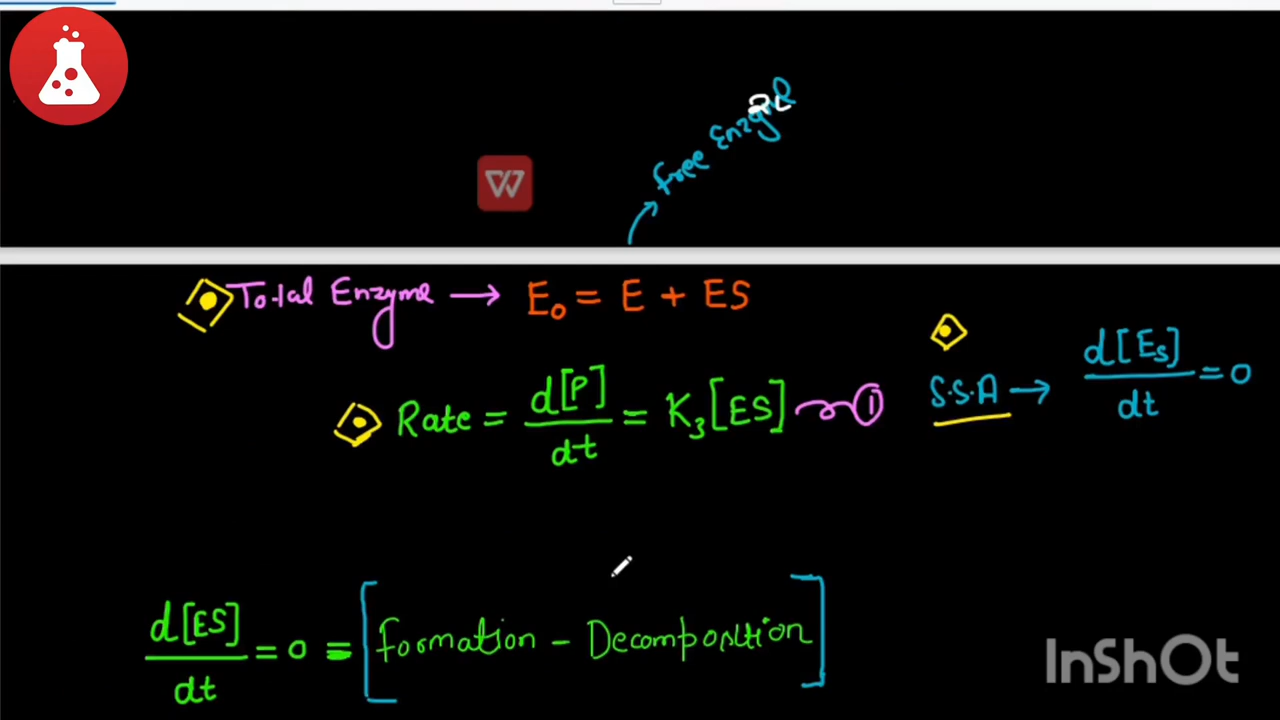 free Enzyme
Total Enzyme → E₀ = E + ES
Rate = d[P]/dt = K₃[ES] ①
S.S.A → d[Es]/dt = 0
d[ES]/dt = 0 = [formation - Decomposition]
InShOt